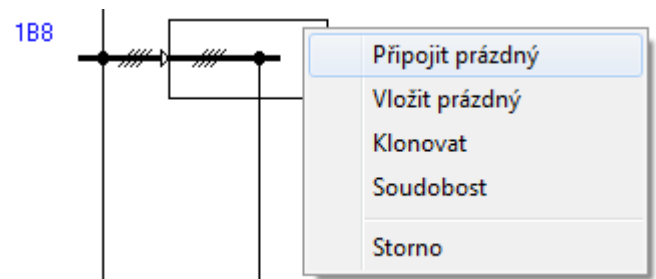 1B8
Připojit prázdný
Vložit prázdný
Klonovat
Soudobost
Storno